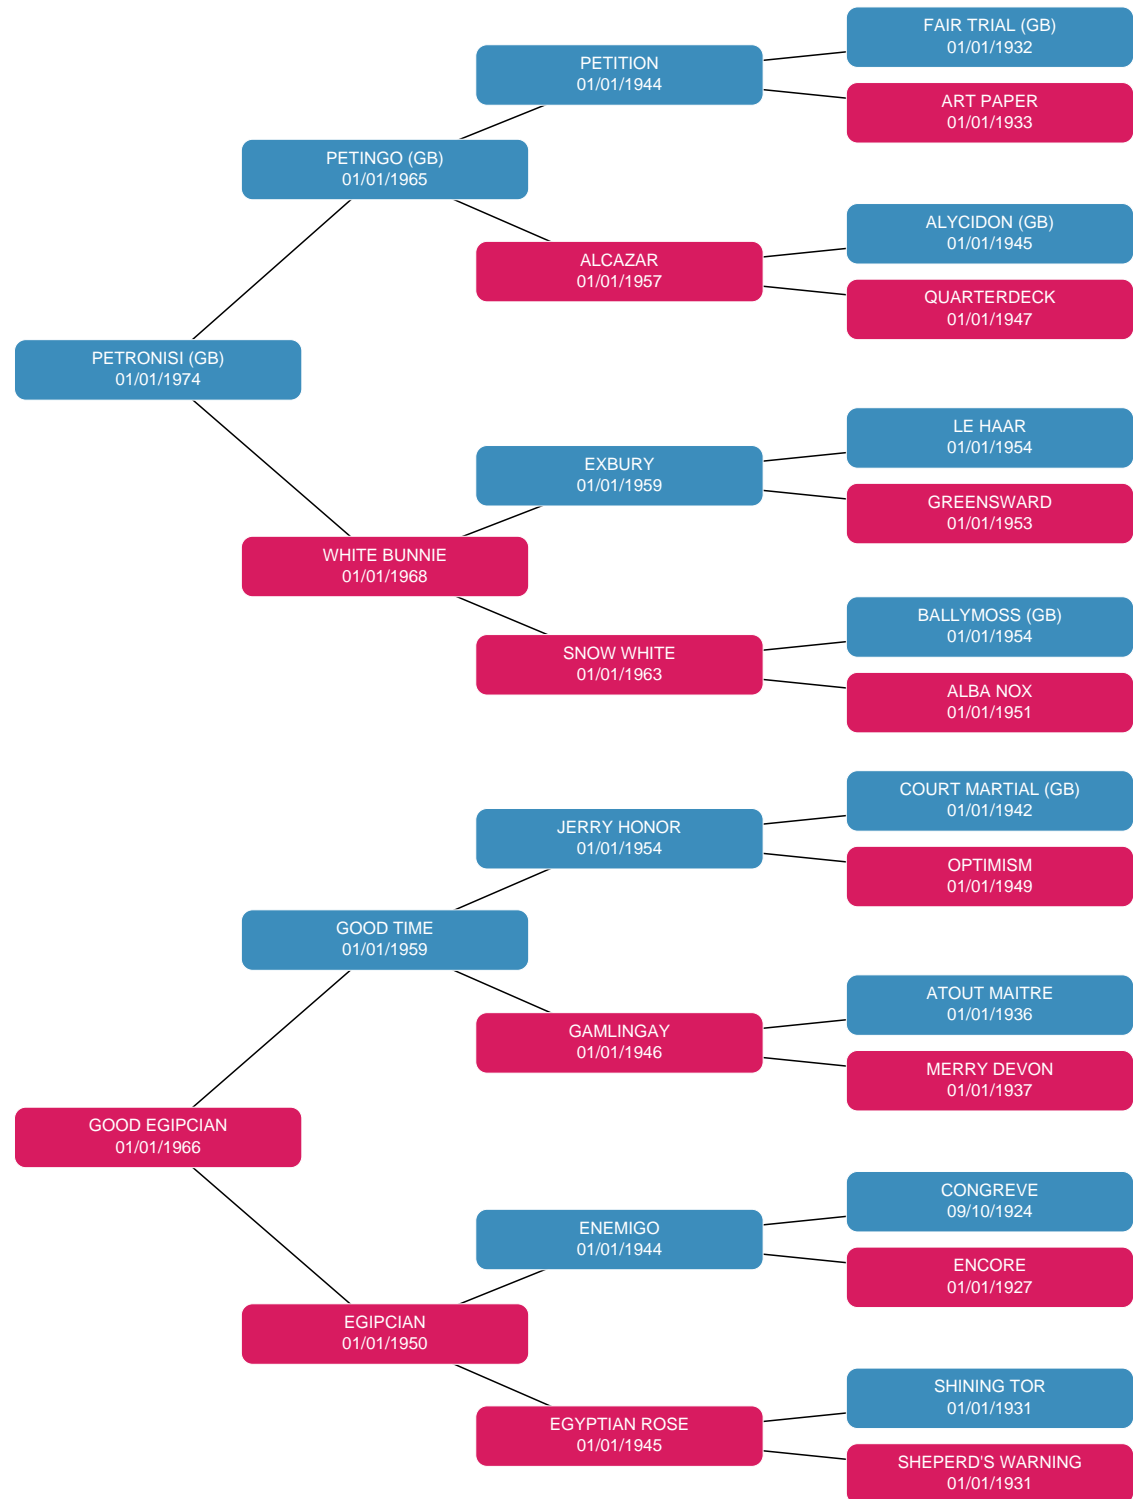 FAIR TRIAL (GB)
01/01/1932
PETITION
01/01/1944
ART PAPER
01/01/1933
PETINGO (GB)
01/01/1965
ALYCIDON (GB)
01/01/1945
ALCAZAR
01/01/1957
QUARTERDECK
01/01/1947
PETRONISI (GB)
01/01/1974
LE HAAR
01/01/1954
EXBURY
01/01/1959
GREENSWARD
01/01/1953
WHITE BUNNIE
01/01/1968
BALLYMOSS (GB)
01/01/1954
SNOW WHITE
01/01/1963
ALBA NOX
01/01/1951
COURT MARTIAL (GB)
01/01/1942
JERRY HONOR
01/01/1954
OPTIMISM
01/01/1949
GOOD TIME
01/01/1959
ATOUT MAITRE
01/01/1936
GAMLINGAY
01/01/1946
MERRY DEVON
01/01/1937
GOOD EGIPCIAN
01/01/1966
CONGREVE
09/10/1924
ENEMIGO
01/01/1944
ENCORE
01/01/1927
EGIPCIAN
01/01/1950
SHINING TOR
01/01/1931
EGYPTIAN ROSE
01/01/1945
SHEPERD'S WARNING
01/01/1931